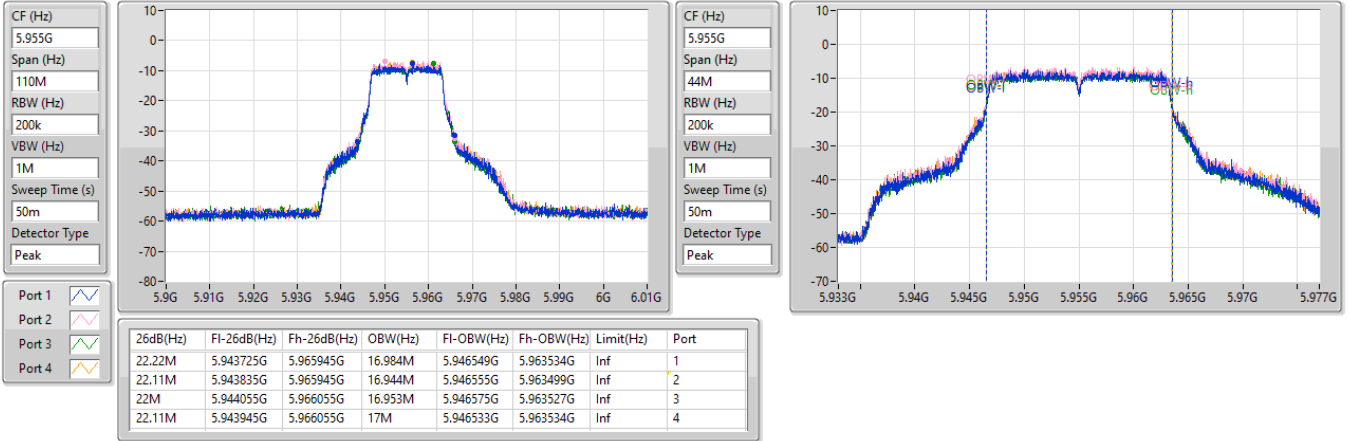 CF (Hz)
5.955G
Span (Hz)
110M
RBW (Hz)
200k
VBW (Hz)
1M
Sweep Time (s)
50m
Detector Type
Peak
10
0
-10
-20
-30
-40
-50
-60
-70
-80
5.9G 5.91G 5.92G 5.93G 5.94G 5.95G 5.96G 5.97G 5.98G 5.99G 6G 6.01G
CF (Hz)
5.955G
Span (Hz)
44M
RBW (Hz)
200k
VBW (Hz)
1M
Sweep Time (s)
50m
Detector Type
Peak
10
0
-10
-20
-30
-40
-50
-60
-70
OBW-l OBW-h
5.933G 5.94G 5.945G 5.95G 5.955G 5.96G 5.965G 5.97G 5.977G
Port 1
Port 2
Port 3
Port 4
26dB(Hz) Fl-26dB(Hz) Fh-26dB(Hz) OBW(Hz) Fl-OBW(Hz) Fh-OBW(Hz) Limit(Hz) Port
22.22M 5.943725G 5.965945G 16.984M 5.946549G 5.963534G Inf 1
22.11M 5.943835G 5.965945G 16.944M 5.946555G 5.963499G Inf 2
22M 5.944055G 5.966055G 16.953M 5.946575G 5.963527G Inf 3
22.11M 5.943945G 5.966055G 17M 5.946533G 5.963534G Inf 4